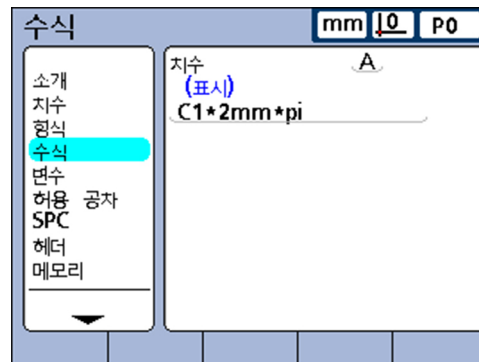 수식
mm
0
P0
소개
치수
형식
수식
변수
허용 공차
SPC
헤더
메모리
치수
A
(표시)
C1*2mm*pi